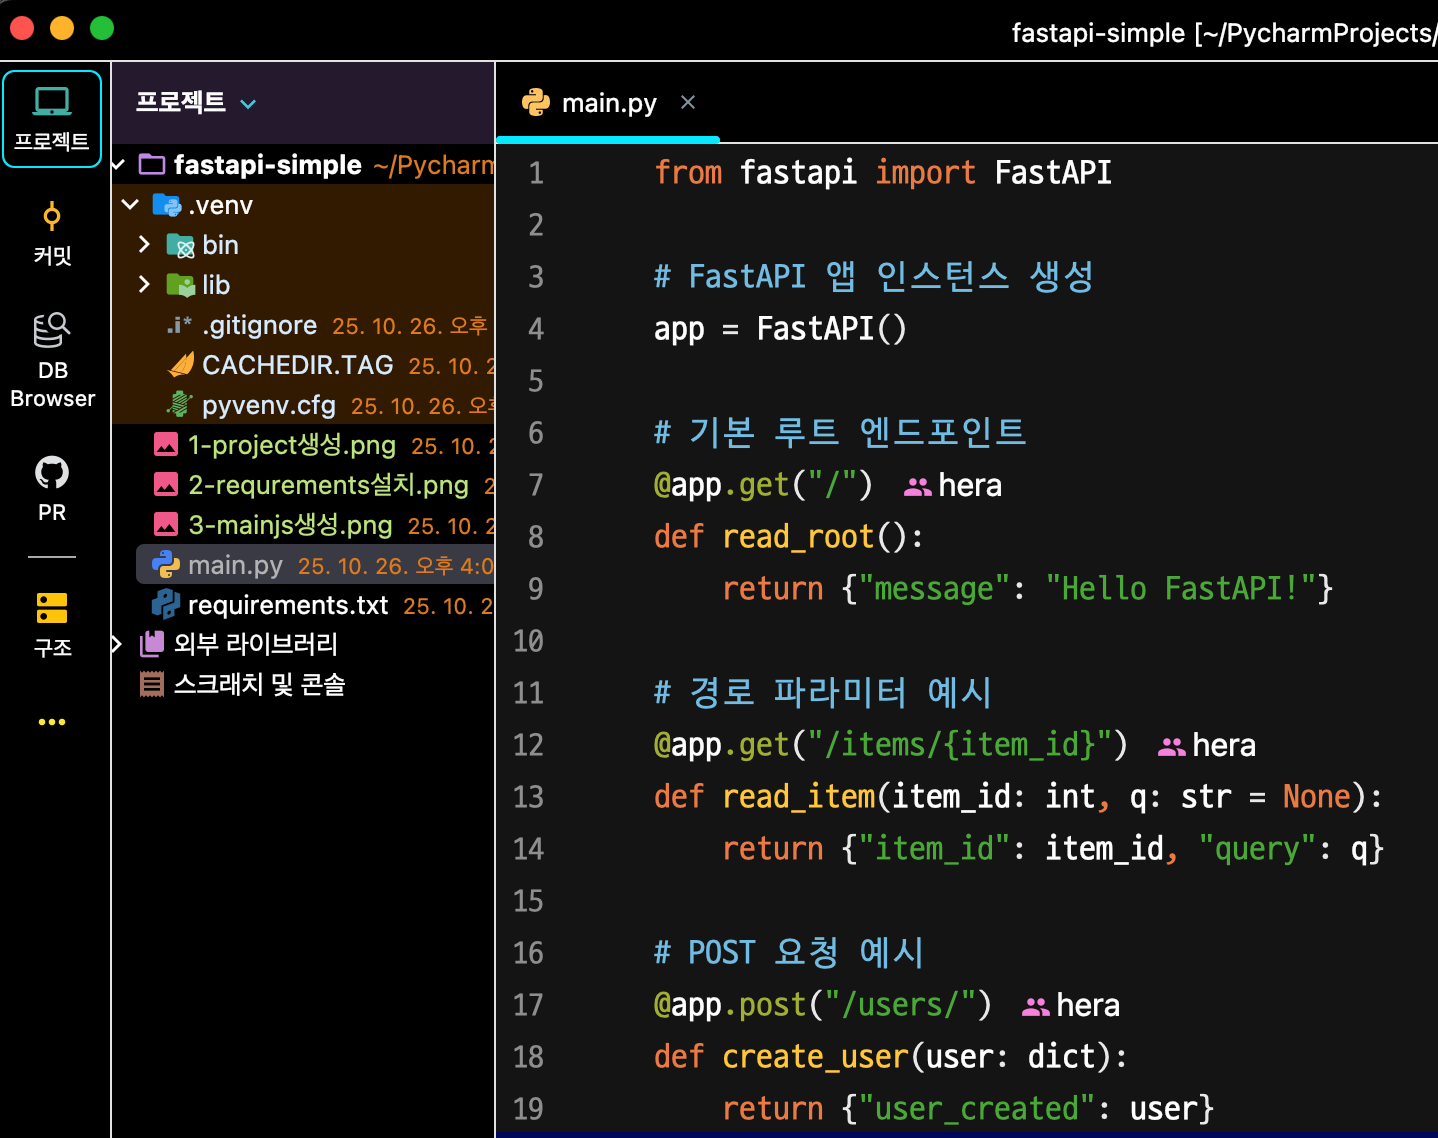 fastapi-simple [~/PycharmProjects/
프로젝트
커밋
DB
Browser
PR
구조
프로젝트
fastapi-simple ~/Pycharm
.venv
bin
lib
.i* .gitignore 25. 10. 26. 오후
CACHEDIR.TAG 25. 10. 2
pyvenv.cfg 25. 10. 26. 오후
1-project생성.png 25. 10. 2
2-requrements설치.png 2
3-mainjs생성.png 25. 10. 2
main.py 25. 10. 26. 오후 4:0
requirements.txt 25. 10. 2
외부 라이브러리
스크래치 및 콘솔
main.py ×
1 from fastapi import FastAPI
2
3 # FastAPI 앱 인스턴스 생성
4 app = FastAPI()
5
6 # 기본 루트 엔드포인트
7 @app.get("/") hera
8 def read_root():
9 return {"message": "Hello FastAPI!"}
10
11 # 경로 파라미터 예시
12 @app.get("/items/{item_id}") hera
13 def read_item(item_id: int, q: str = None):
14 return {"item_id": item_id, "query": q}
15
16 # POST 요청 예시
17 @app.post("/users/") hera
18 def create_user(user: dict):
19 return {"user_created": user}